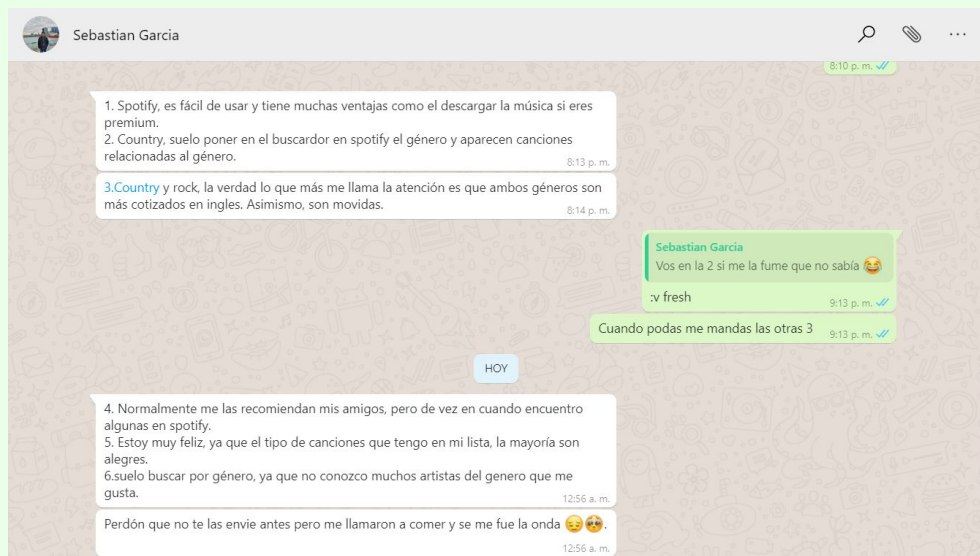 Sebastian Garcia
8:10 p. m.
1. Spotify, es fácil de usar y tiene muchas ventajas como el descargar la música si eres
premium.
2. Country, suelo poner en el buscardor en spotify el género y aparecen canciones
relacionadas al género.
8:13 p. m.
3.Country y rock, la verdad lo que más me llama la atención es que ambos géneros son
más cotizados en ingles. Asimismo, son movidas.
8:14 p. m.
Sebastian Garcia
Vos en la 2 si me la fume que no sabía 😂
:v fresh
9:13 p. m.
Cuando podas me mandas las otras 3
9:13 p. m.
HOY
4. Normalmente me las recomiendan mis amigos, pero de vez en cuando encuentro
algunas en spotify.
5. Estoy muy feliz, ya que el tipo de canciones que tengo en mi lista, la mayoría son
alegres.
6.suelo buscar por género, ya que no conozco muchos artistas del genero que me
gusta.
12:56 a. m.
Perdón que no te las envie antes pero me llamaron a comer y se me fue la onda 😔🥺.
12:56 a. m.